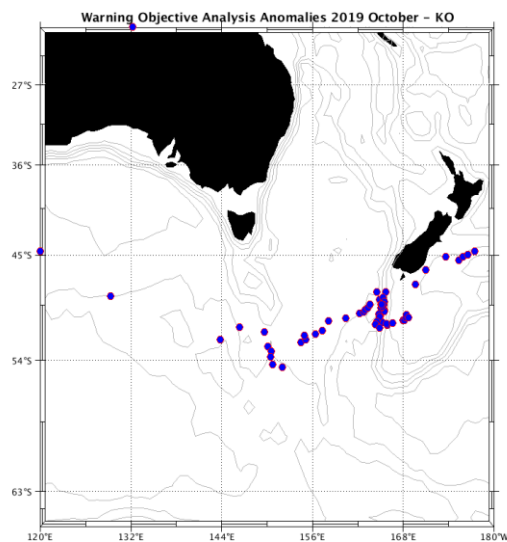 Warning Objective Analysis Anomalies 2019 October - KO
27°S
36°S
45°S
54°S
63°S
120°E 132°E 144°E 156°E 168°E 180°W